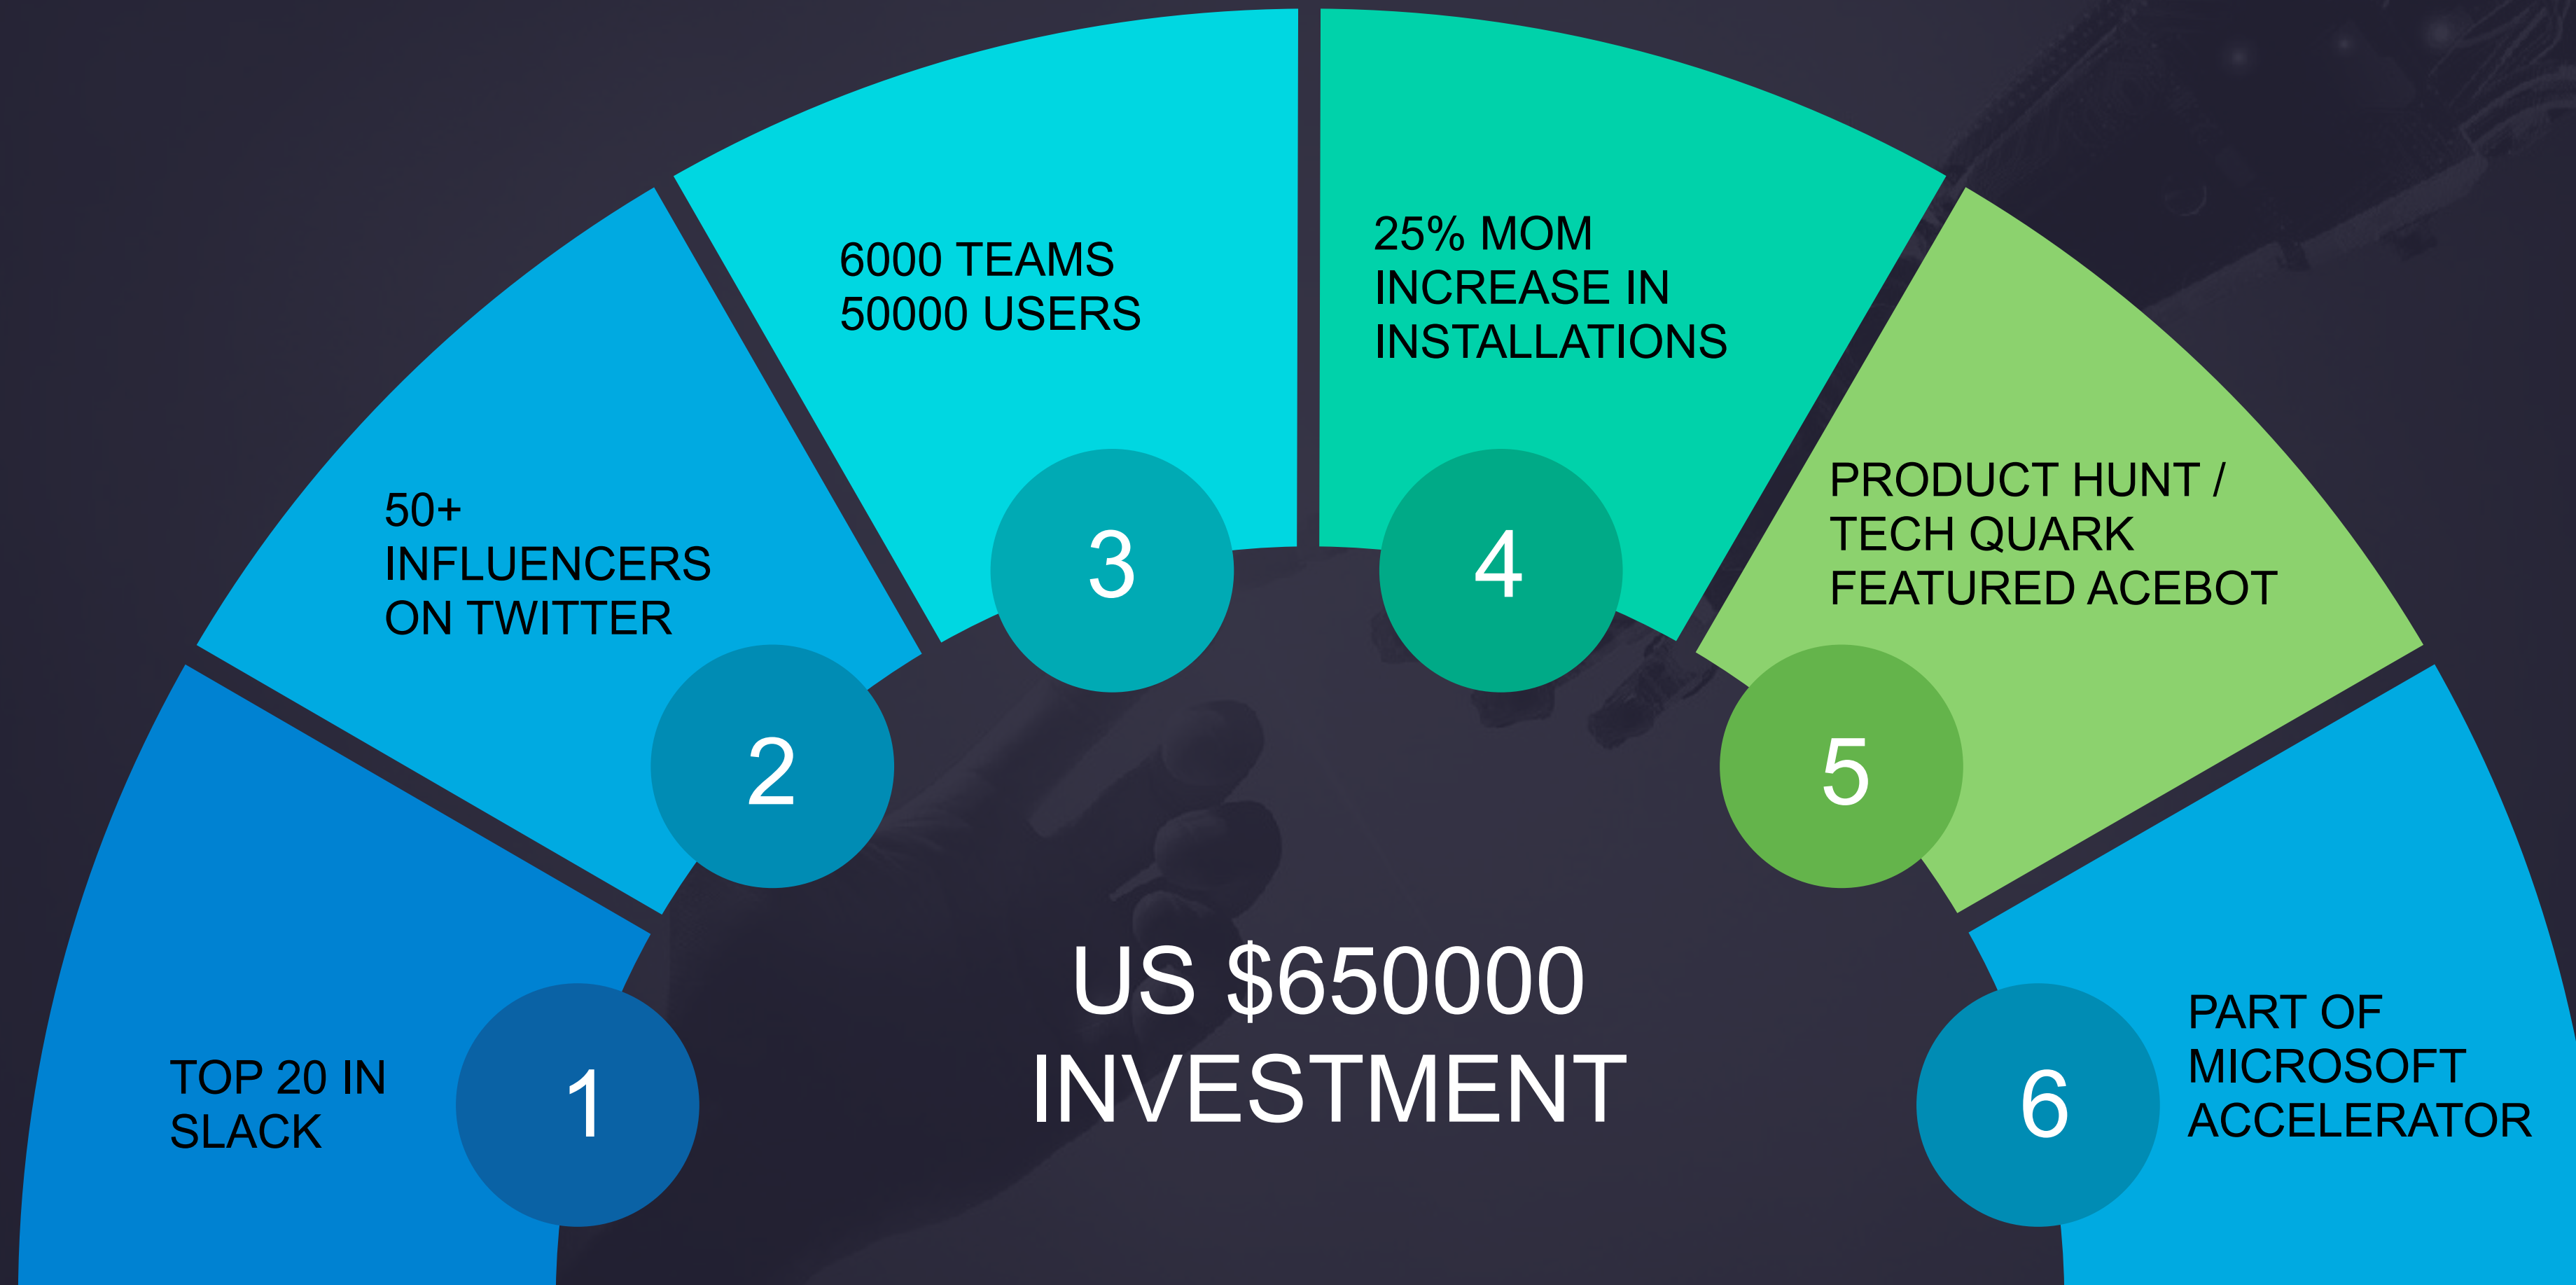 TOP 20 IN
SLACK
1
50+
INFLUENCERS
ON TWITTER
2
6000 TEAMS
50000 USERS
3
25% MOM
INCREASE IN
INSTALLATIONS
4
PRODUCT HUNT /
TECH QUARK
FEATURED ACEBOT
5
PART OF
MICROSOFT
ACCELERATOR
6
US $650000
INVESTMENT